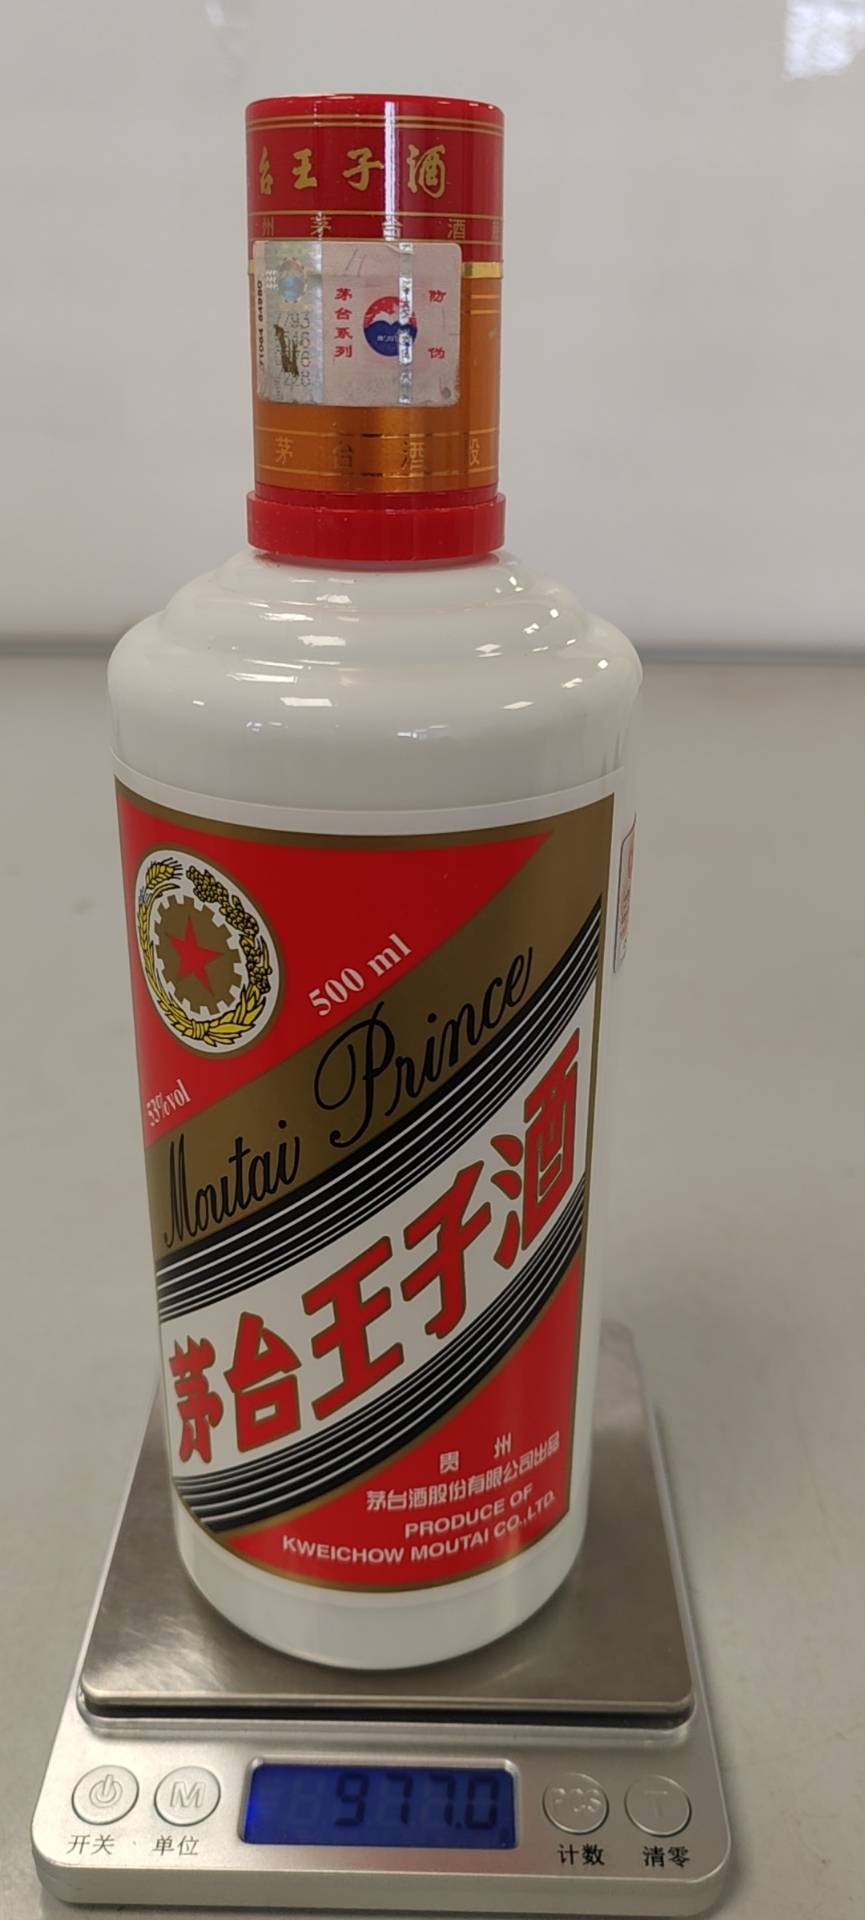 台王子酒
州茅台酒
71064 84980
茅台系列
防伪
茅台酒股
500 ml
53%vol
Moutai Prince
茅台王子酒
贵州
茅台酒股份有限公司出品
PRODUCE OF
KWEICHOW MOUTAI CO.,LTD.
977.0
M
PCS
T
开关
单位
计数
清零